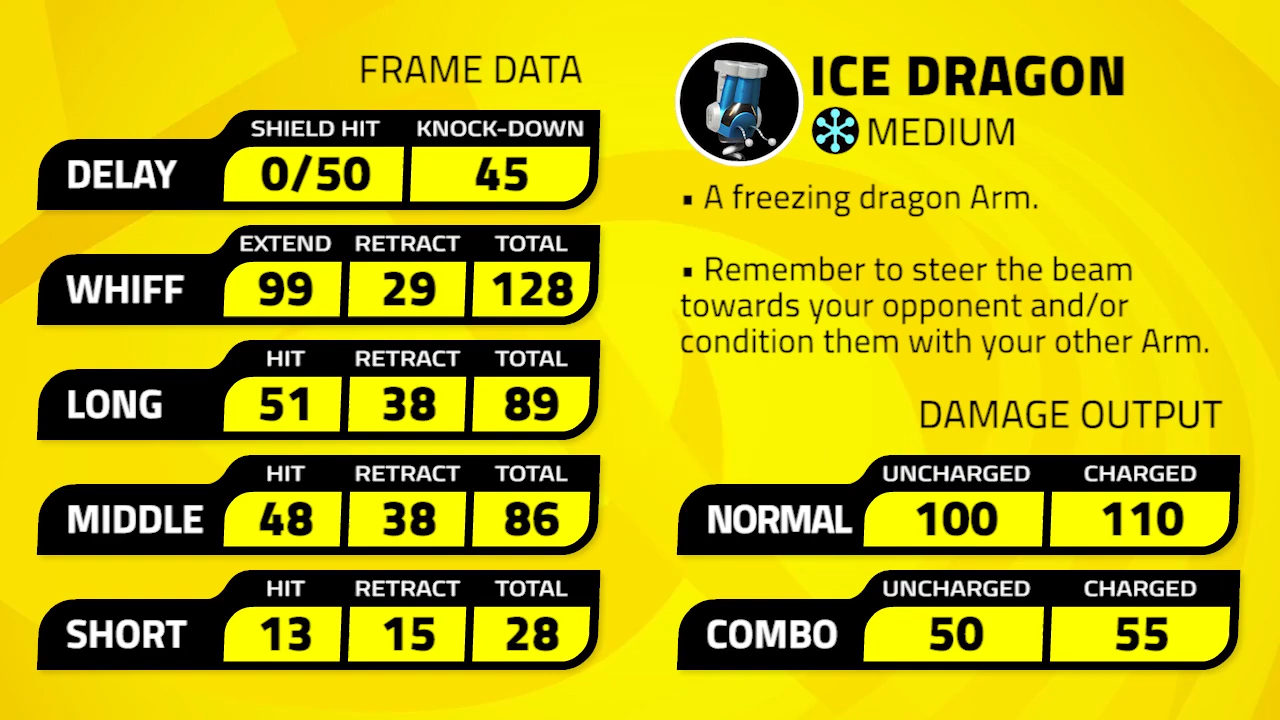 FRAME DATA
SHIELD HIT KNOCK-DOWN
DELAY 0/50 45
EXTEND RETRACT TOTAL
WHIFF 99 29 128
HIT RETRACT TOTAL
LONG 51 38 89
HIT RETRACT TOTAL
MIDDLE 48 38 86
HIT RETRACT TOTAL
SHORT 13 15 28
ICE DRAGON
MEDIUM
▪ A freezing dragon Arm.
▪ Remember to steer the beam
towards your opponent and/or
condition them with your other Arm.
DAMAGE OUTPUT
UNCHARGED CHARGED
NORMAL 100 110
UNCHARGED CHARGED
COMBO 50 55